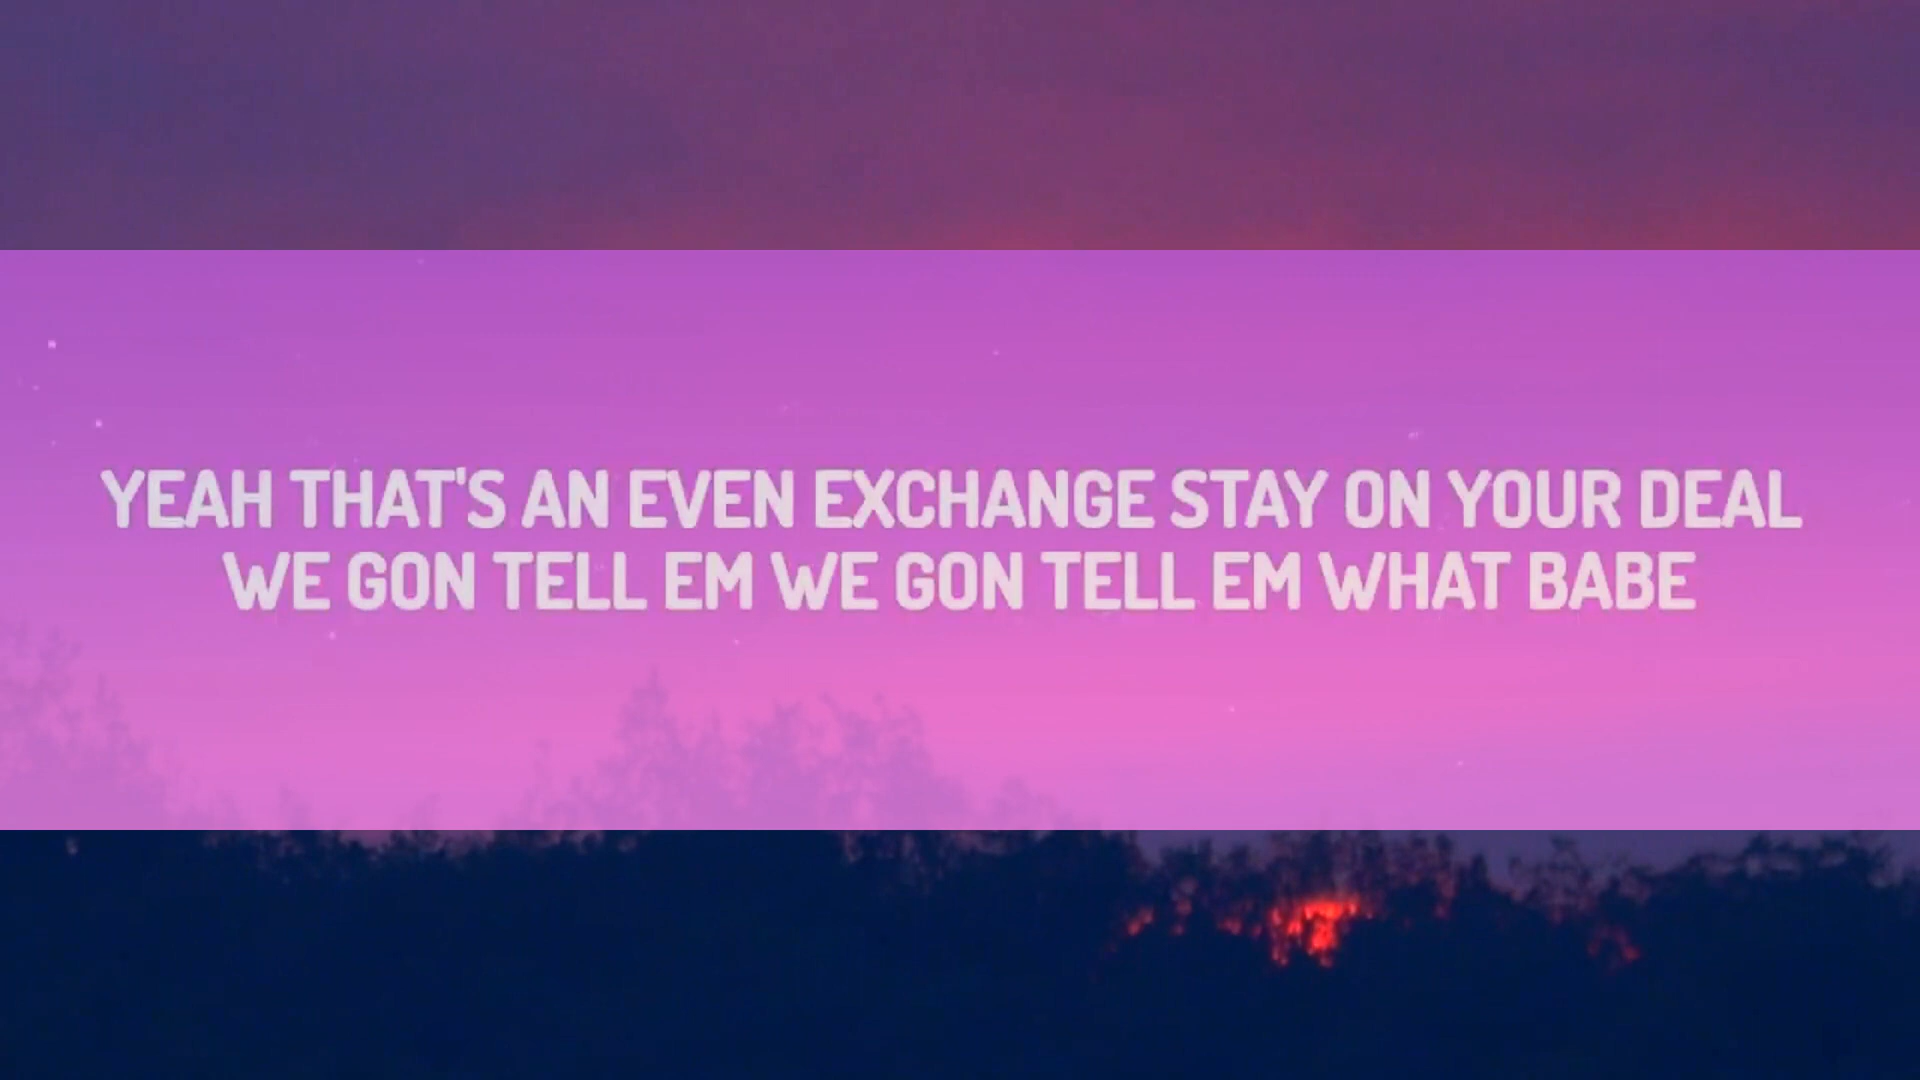 YEAH THAT'S AN EVEN EXCHANGE STAY ON YOUR DEAL
WE GON TELL EM WE GON TELL EM WHAT BABE